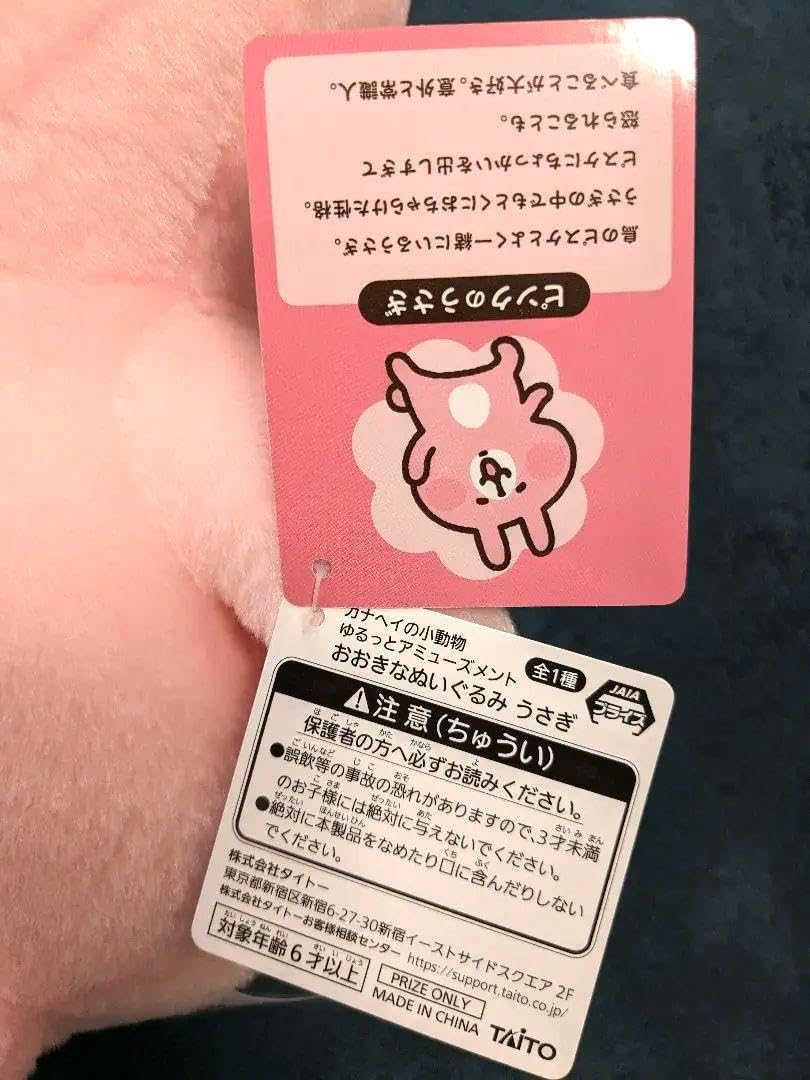 ピンクのうさぎ
鳥のピスケとよく一緒にいるうさぎ。
うさぎの中でもとくにおちゃらけた性格。
ピスケにちょっかいを出しすぎて
怒られることも。
食べることが大好き。意外と常識人。
カナヘイの小動物
ゆるっとアミューズメント
おおきなぬいぐるみ うさぎ
全1種
JAIA
プライズ
注意(ちゅうい)
保護者の方へ必ずお読みください。
●誤飲等の事故の恐れがありますので、3才未満
のお子様には絶対に与えないでください。
●絶対に本製品をなめたり口に含んだりしない
でください。
株式会社タイトー
東京都新宿区新宿6-27-30新宿イーストサイドスクエア 2F
株式会社タイトーお客様相談センター https://support.taito.co.jp/
対象年齢6才以上
PRIZE ONLY
MADE IN CHINA
TAITO